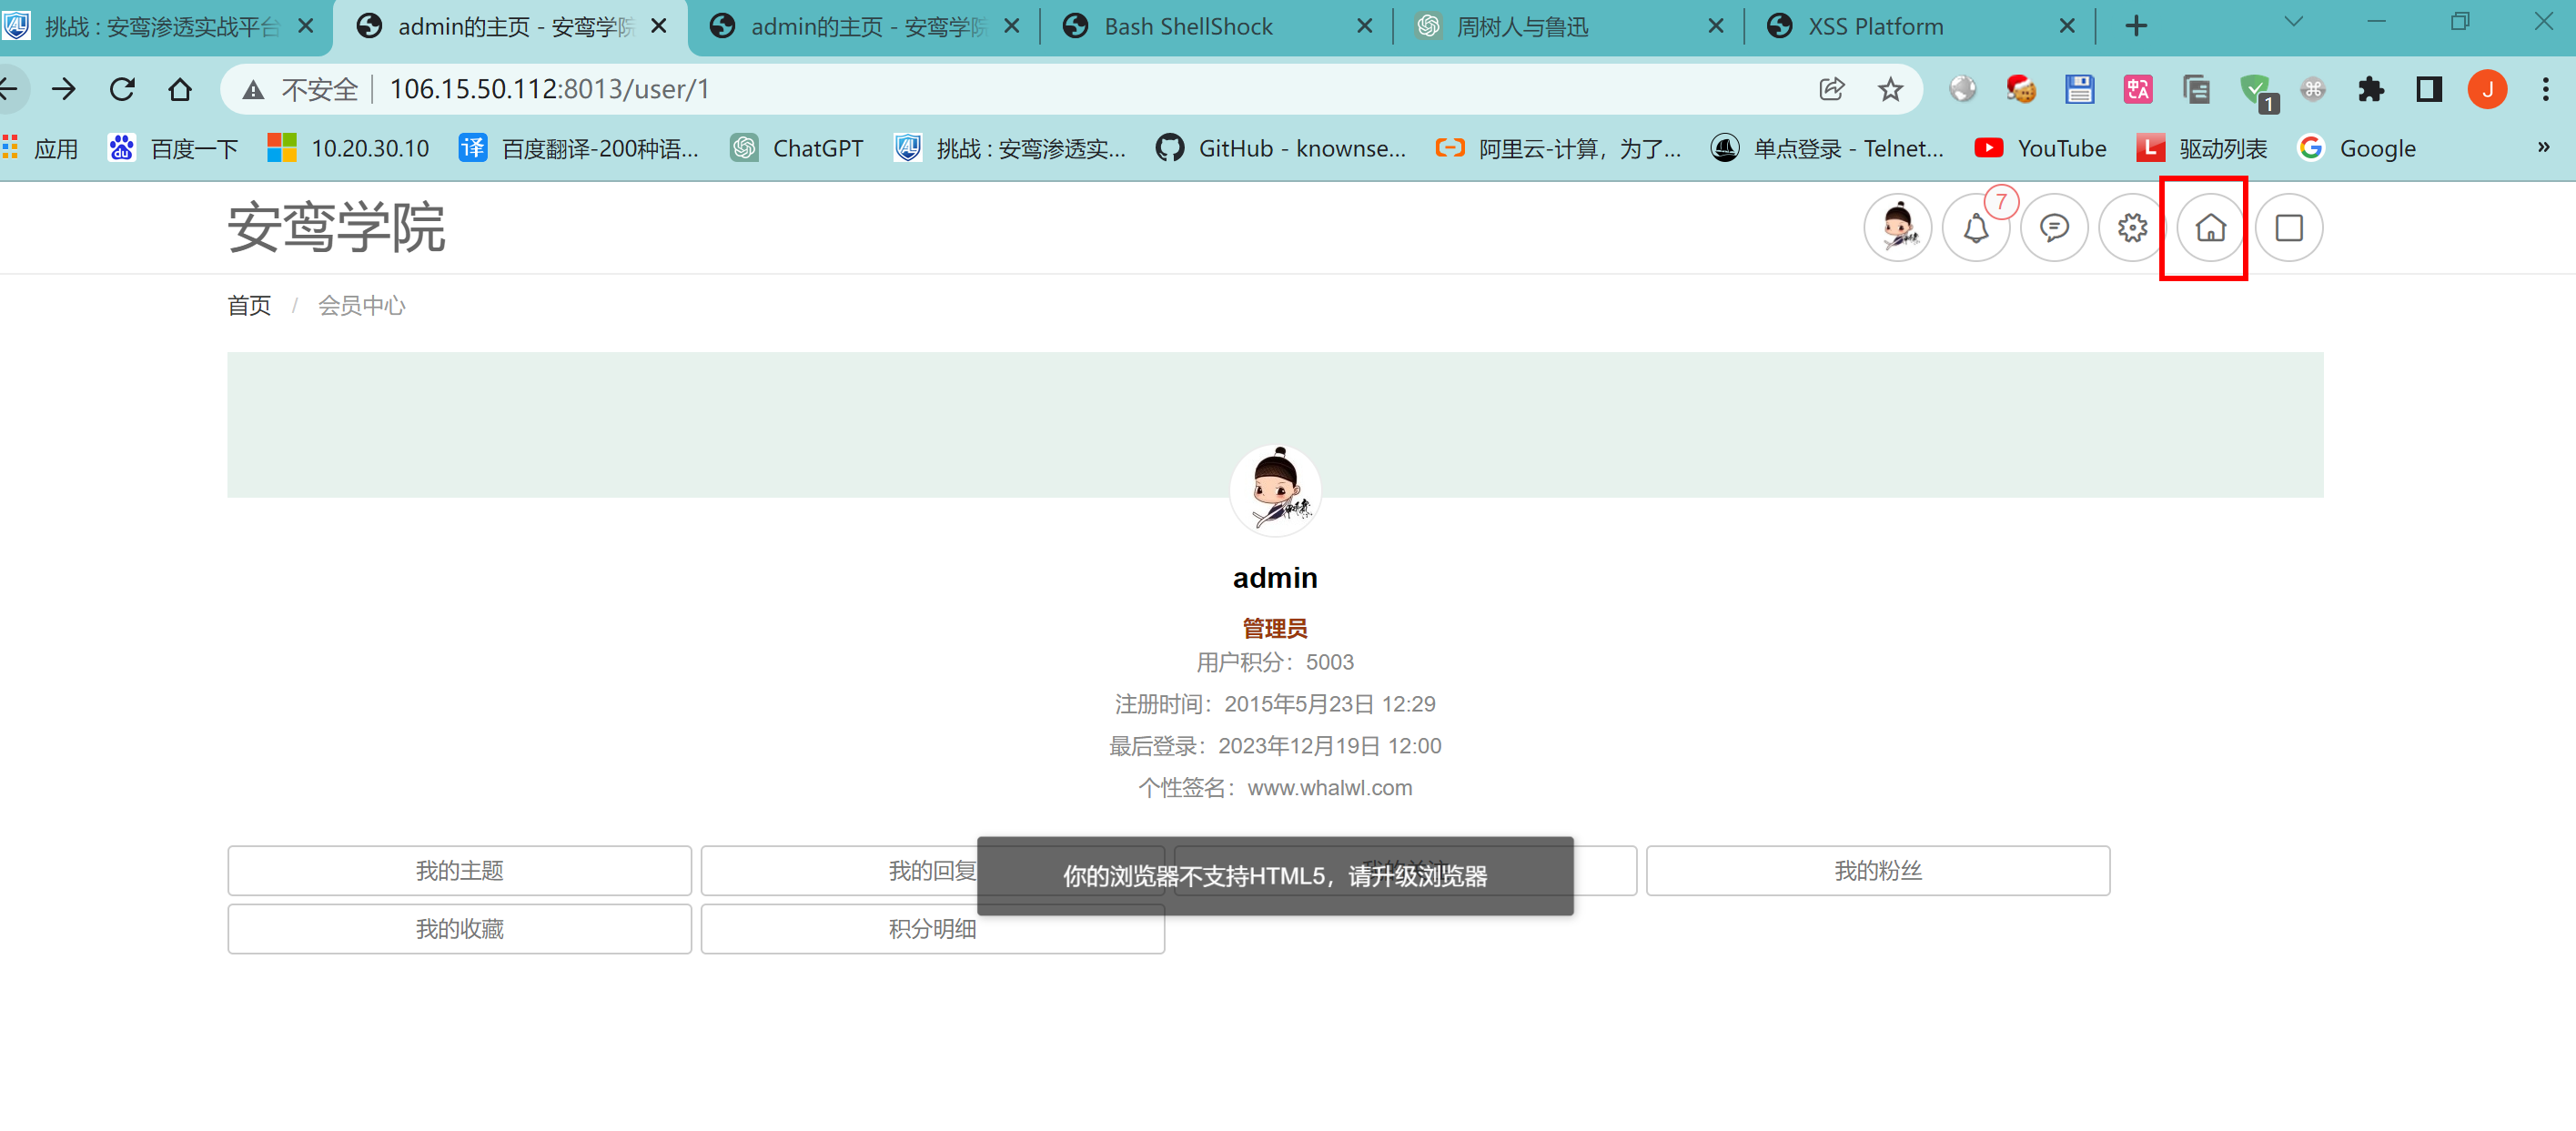 挑战 : 安鸾渗透实战平台
admin的主页 - 安鸾学院
admin的主页 - 安鸾学院
Bash ShellShock
周树人与鲁迅
XSS Platform
不安全 106.15.50.112:8013/user/1
1
J
应用
百度一下
10.20.30.10
百度翻译-200种语...
ChatGPT
挑战 : 安鸾渗透实...
GitHub - knownse...
阿里云-计算，为了...
单点登录 - Telnet...
YouTube
驱动列表
Google
»
安鸾学院
7
首页 / 会员中心
admin
管理员
用户积分：5003
注册时间：2015年5月23日 12:29
最后登录：2023年12月19日 12:00
个性签名：www.whalwl.com
我的主题
我的回复
我的粉丝
你的浏览器不支持HTML5，请升级浏览器
我的收藏
积分明细